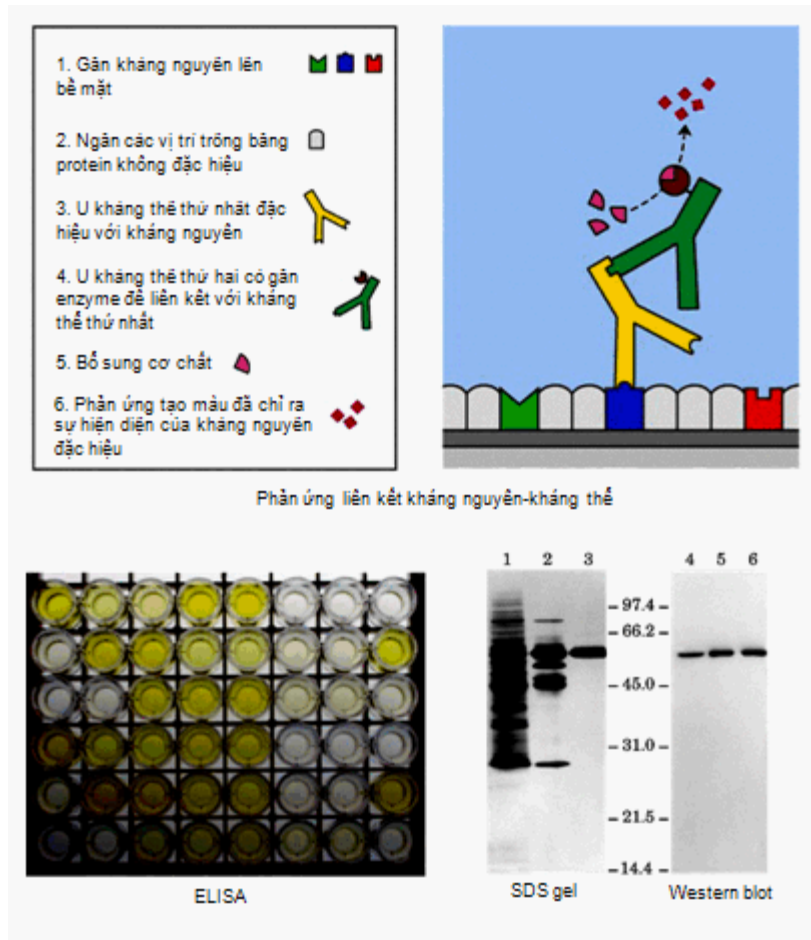 1. Gắn kháng nguyên lên
bề mặt
2. Ngăn các vị trí trống bằng
protein không đặc hiệu
3. Ủ kháng thể thứ nhất đặc
hiệu với kháng nguyên
4. Ủ kháng thể thứ hai có gắn
enzyme để liên kết với kháng
thể thứ nhất
5. Bổ sung cơ chất
6. Phản ứng tạo màu đã chỉ ra
sự hiện diện của kháng nguyên
đặc hiệu
Phản ứng liên kết kháng nguyên-kháng thể
1 2 3 4 5 6
– 97.4 –
– 66.2 –
– 45.0 –
– 31.0 –
– 21.5 –
– 14.4 –
ELISA
SDS gel
Western blot